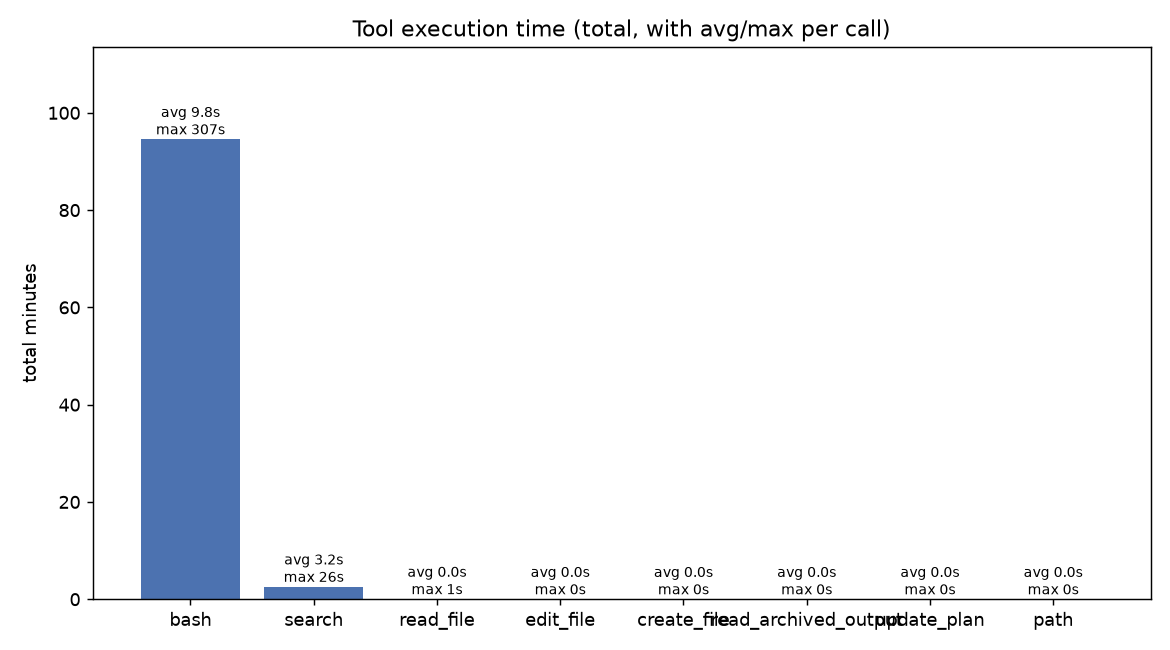 Tool execution time (total, with avg/max per call)
total minutes
100
80
60
40
20
0
avg 9.8s
max 307s
avg 3.2s
max 26s
avg 0.0s
max 1s
avg 0.0s
max 0s
avg 0.0s
max 0s
avg 0.0s
max 0s
avg 0.0s
max 0s
avg 0.0s
max 0s
bash
search
read_file
edit_file
create_file
read_archived_output
update_plan
path